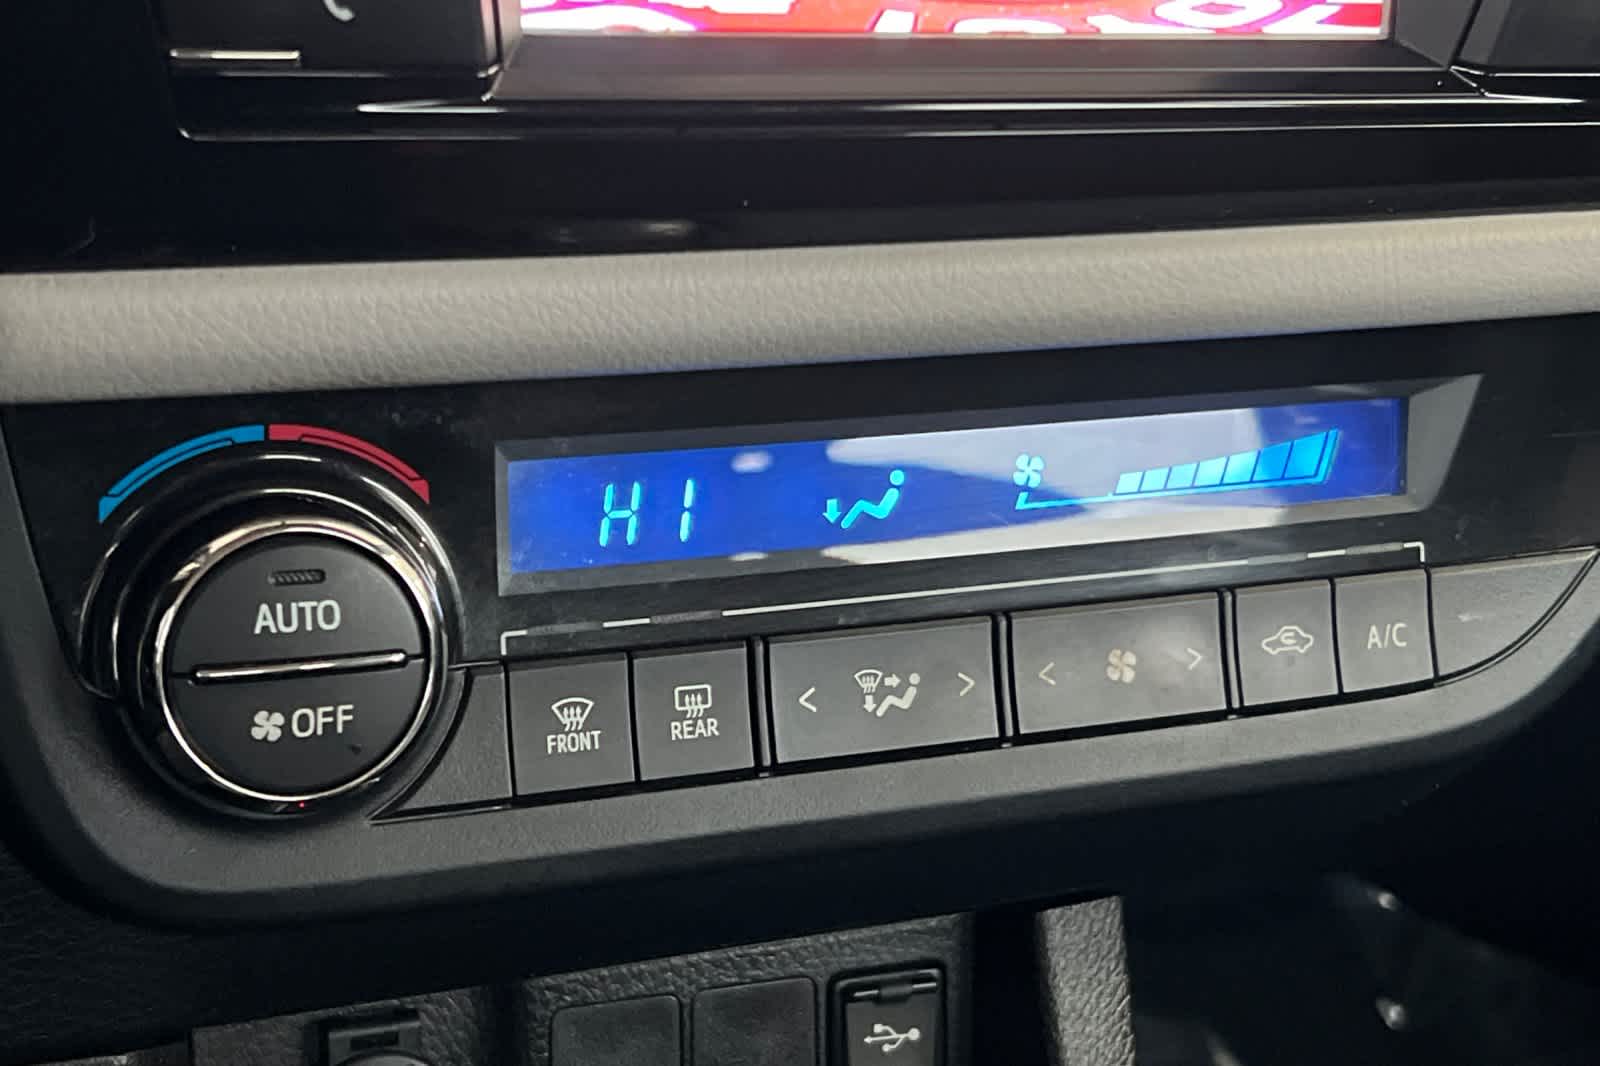 HI
AUTO
OFF
FRONT
REAR
< >
< >
A/C